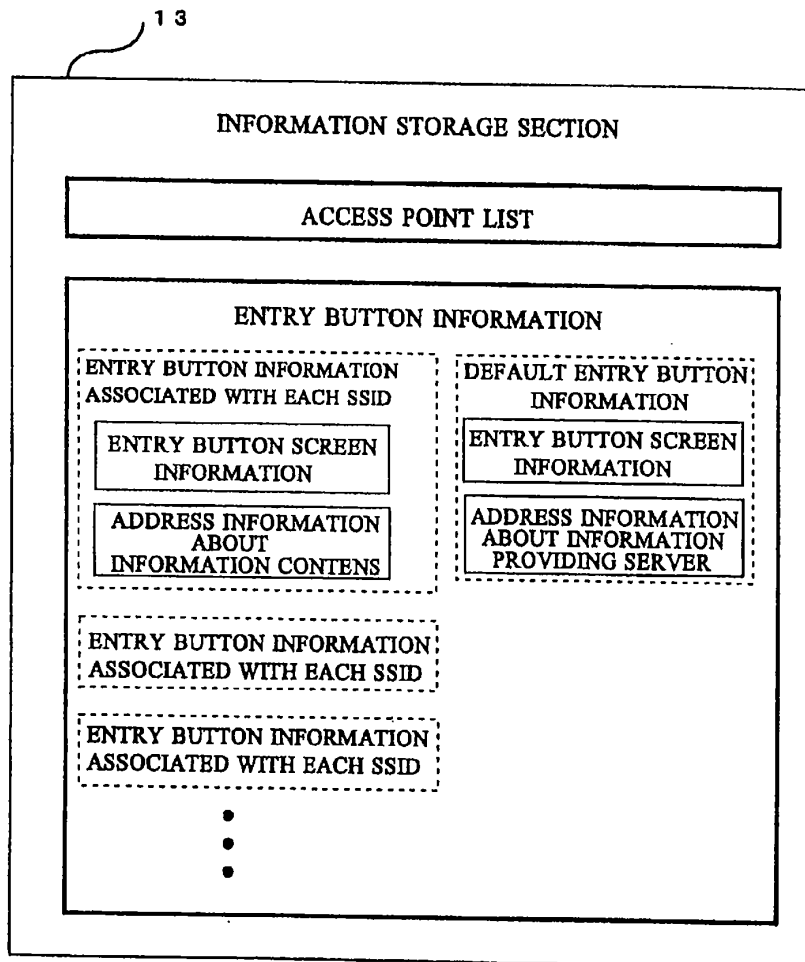 13
INFORMATION STORAGE SECTION
ACCESS POINT LIST
ENTRY BUTTON INFORMATION
ENTRY BUTTON INFORMATION
ASSOCIATED WITH EACH SSID
ENTRY BUTTON SCREEN
INFORMATION
ADDRESS INFORMATION
ABOUT
INFORMATION CONTENS
DEFAULT ENTRY BUTTON
INFORMATION
ENTRY BUTTON SCREEN
INFORMATION
ADDRESS INFORMATION
ABOUT INFORMATION
PROVIDING SERVER
ENTRY BUTTON INFORMATION
ASSOCIATED WITH EACH SSID
ENTRY BUTTON INFORMATION
ASSOCIATED WITH EACH SSID